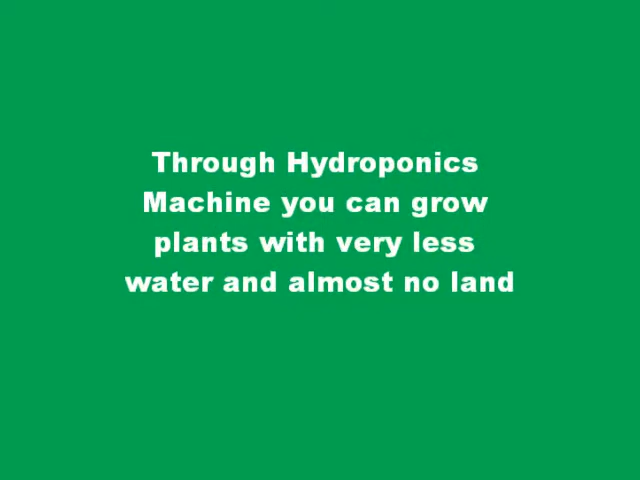 Through Hydroponics
Machine you can grow
plants with very less
water and almost no land